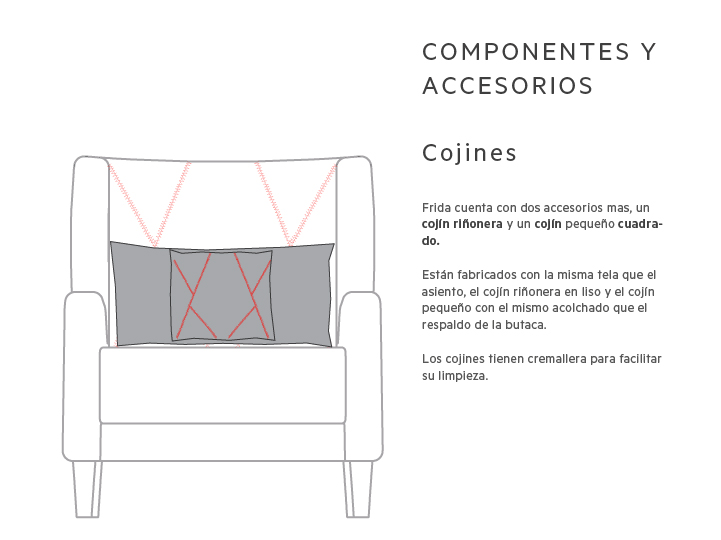 COMPONENTES Y
ACCESORIOS
Cojines
Frida cuenta con dos accesorios mas, un
cojín riñonera y un cojín pequeño cuadra-
do.
Están fabricados con la misma tela que el
asiento, el cojín riñonera en liso y el cojín
pequeño con el mismo acolchado que el
respaldo de la butaca.
Los cojines tienen cremallera para facilitar
su limpieza.